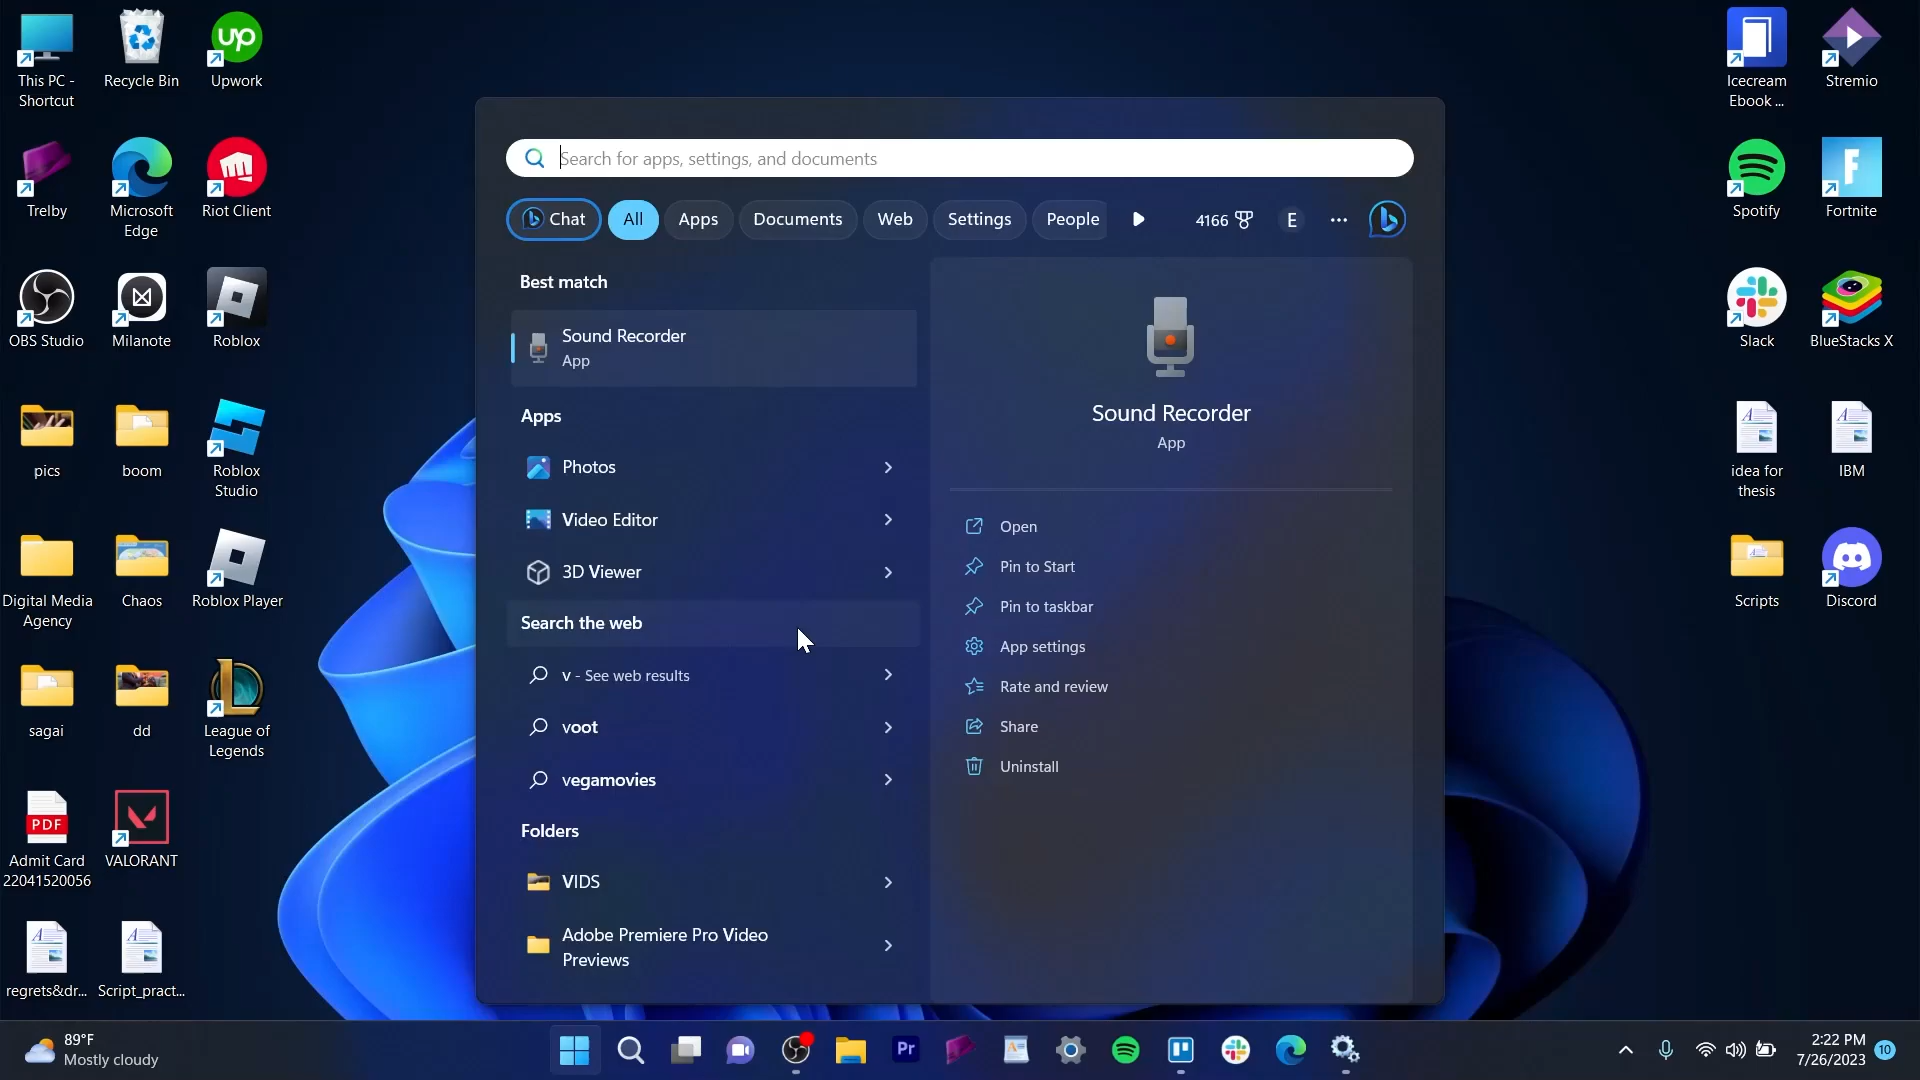 This PC -
Shortcut
Recycle Bin
up
Upwork
Trelby
Microsoft
Edge
Riot Client
OBS Studio
Milanote
Roblox
pics
boom
Roblox
Studio
Digital Media
Agency
Chaos
Roblox Player
sagai
dd
League of
Legends
PDF
Admit Card
22041520056
VALORANT
regrets&dr...
Script_pract...
Search for apps, settings, and documents
Chat
All
Apps
Documents
Web
Settings
People
4166
E
Best match
Sound Recorder
App
Apps
Photos
Video Editor
3D Viewer
Search the web
v - See web results
voot
vegamovies
Folders
VIDS
Adobe Premiere Pro Video
Previews
Sound Recorder
App
Open
Pin to Start
Pin to taskbar
App settings
Rate and review
Share
Uninstall
Icecream
Ebook ...
Stremio
Spotify
Fortnite
Slack
BlueStacks X
idea for
thesis
IBM
Scripts
Discord
89°F
Mostly cloudy
Pr
2:22 PM
7/26/2023
10